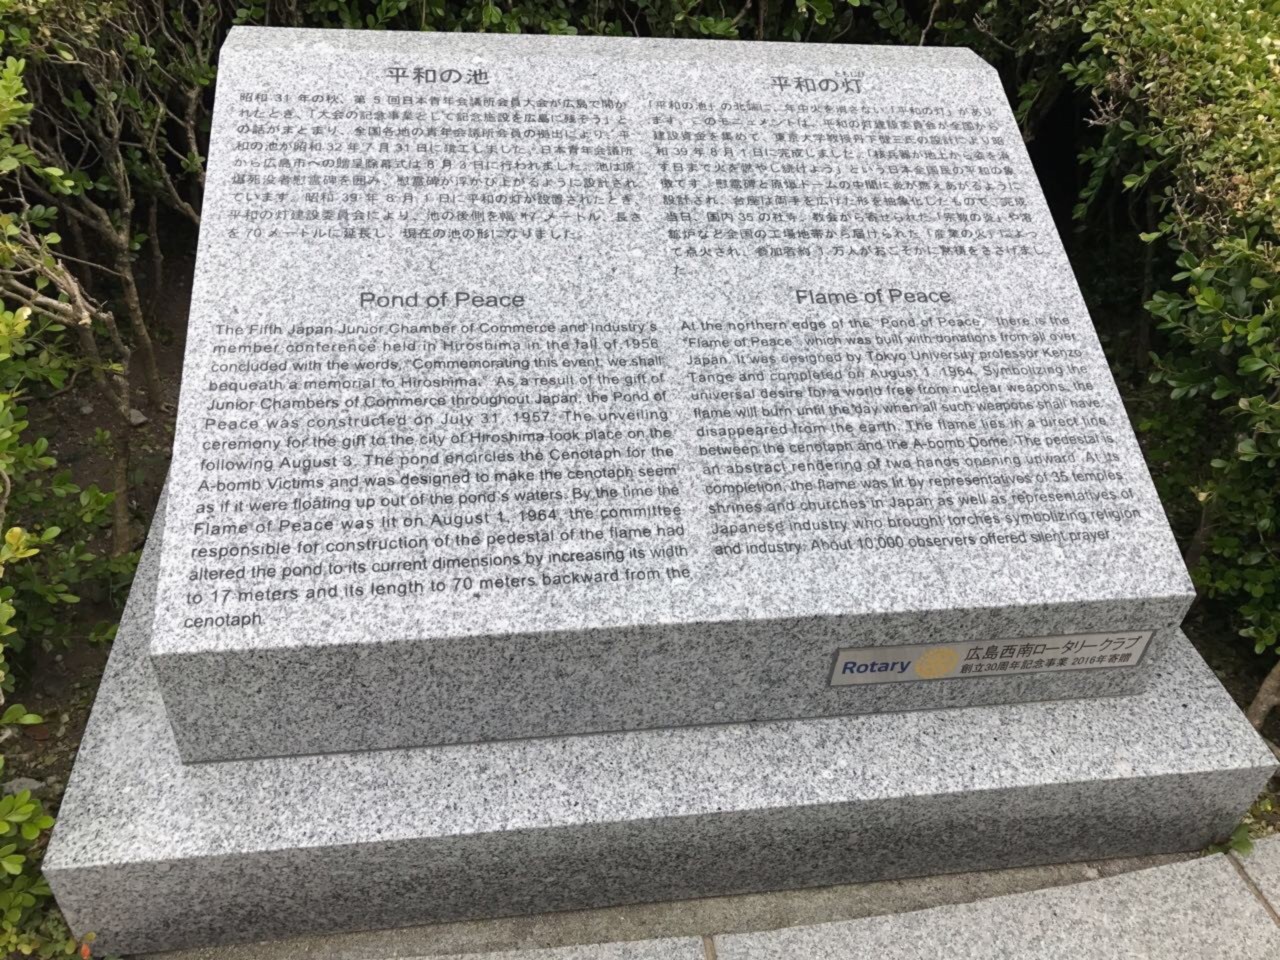 平和の池
昭和 31 年の秋、第 5 回日本青年会議所会員大会が広島で開か
れたとき、「大会の記念事業として記念施設を広島に残そう」と
の話がまとまり、全国各地の青年会議所会員の拠出により、平
和の池が昭和 32 年 7 月 31 日に竣工しました。日本青年会議所
から広島市への贈呈除幕式は 8 月 3 日に行われました。池は原
爆死没者慰霊碑を囲み、慰霊碑が浮かび上がるように設計され
ています。昭和 39 年 8 月 1 日に平和の灯が設置されたとき、
平和の灯建設委員会により、池の後側を幅 17 メートル、長さ
を 70 メートルに延長し、現在の池の形になりました。
Pond of Peace
The Fifth Japan Junior Chamber of Commerce and Industry's
member conference held in Hiroshima in the fall of 1956
concluded with the words, "Commemorating this event, we shall
bequeath a memorial to Hiroshima." As a result of the gift of
Junior Chambers of Commerce throughout Japan, the Pond of
Peace was constructed on July 31, 1957. The unveiling
ceremony for the gift to the city of Hiroshima took place on the
following August 3. The pond encircles the Cenotaph for the
A-bomb Victims and was designed to make the cenotaph seem
as if it were floating up out of the pond's waters. By the time the
Flame of Peace was lit on August 1, 1964, the committee
responsible for construction of the pedestal of the flame had
altered the pond to its current dimensions by increasing its width
to 17 meters and its length to 70 meters backward from the
cenotaph.
平和の灯
「平和の池」の北端に、年中火を消さない「平和の灯」があり
ます。このモニュメントは、平和の灯建設委員会が全国から
建設資金を集めて、東京大学教授丹下健三氏の設計により昭
和 39 年 8 月 1 日に完成しました。「核兵器が地上から姿を消
す日まで火を燃やし続けよう」という日本全国民の平和の象
徴です。慰霊碑と原爆ドームの中間に炎が燃えあがるように
設計され、台座は両手を広げた形を抽象化したもので、完成
当日、国内 35 の社寺、教会から寄せられた「宗教の火」や溶
鉱炉など全国の工場地帯から届けられた「産業の火」によっ
て点火され、参加者約 1 万人がおごそかに黙祷をささげまし
た。
Flame of Peace
At the northern edge of the "Pond of Peace," there is the
"Flame of Peace", which was built with donations from all over
Japan. It was designed by Tokyo University professor Kenzo
Tange and completed on August 1, 1964. Symbolizing the
universal desire for a world free from nuclear weapons, the
flame will burn until the day when all such weapons shall have
disappeared from the earth. The flame lies in a direct line
between the cenotaph and the A-bomb Dome. The pedestal is
an abstract rendering of two hands opening upward. At its
completion, the flame was lit by representatives of 35 temples,
shrines and churches in Japan as well as representatives of
Japanese industry who brought torches symbolizing religion
and industry. About 10,000 observers offered silent prayer.
Rotary
広島西南ロータリークラブ
創立30周年記念事業 2016年寄贈